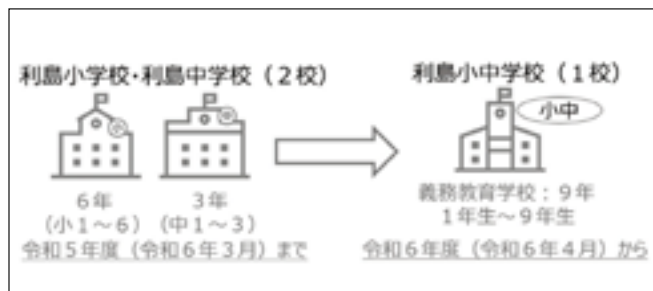 利島小学校・利島中学校（２校）
小
中
６年
（小１～６）
３年
（中１～３）
令和５年度（令和６年３月）まで
利島小中学校（１校）
小中
義務教育学校：９年
１年生～９年生
令和６年度（令和６年４月）から